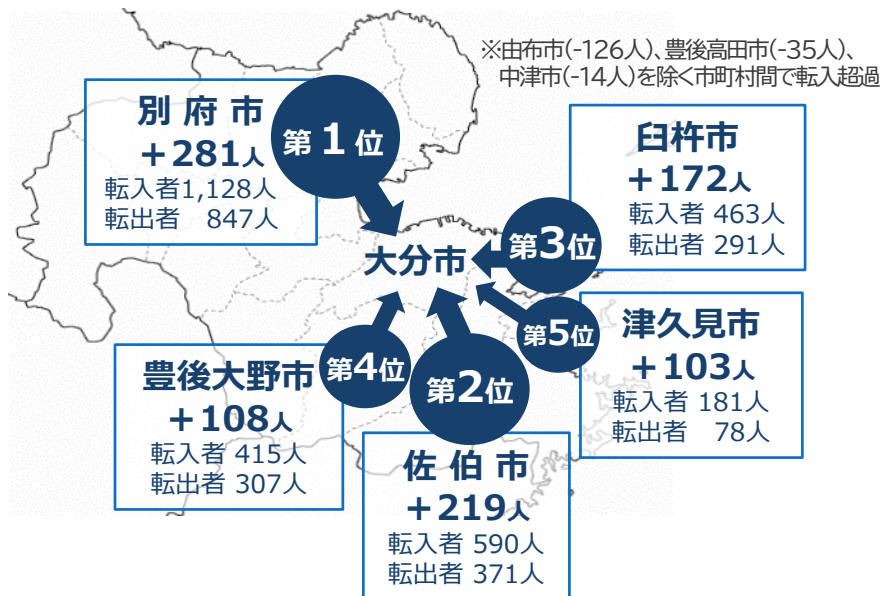 ※由布市(-126人)、豊後高田市(-35人)、
中津市(-14人)を除く市町村間で転入超過
別府市
+281人
転入者1,128人
転出者 847人
第1位
臼杵市
+172人
転入者 463人
転出者 291人
第3位
大分市
津久見市
+103人
転入者 181人
転出者 78人
第5位
豊後大野市
+108人
転入者 415人
転出者 307人
第4位
第2位
佐伯市
+219人
転入者 590人
転出者 371人